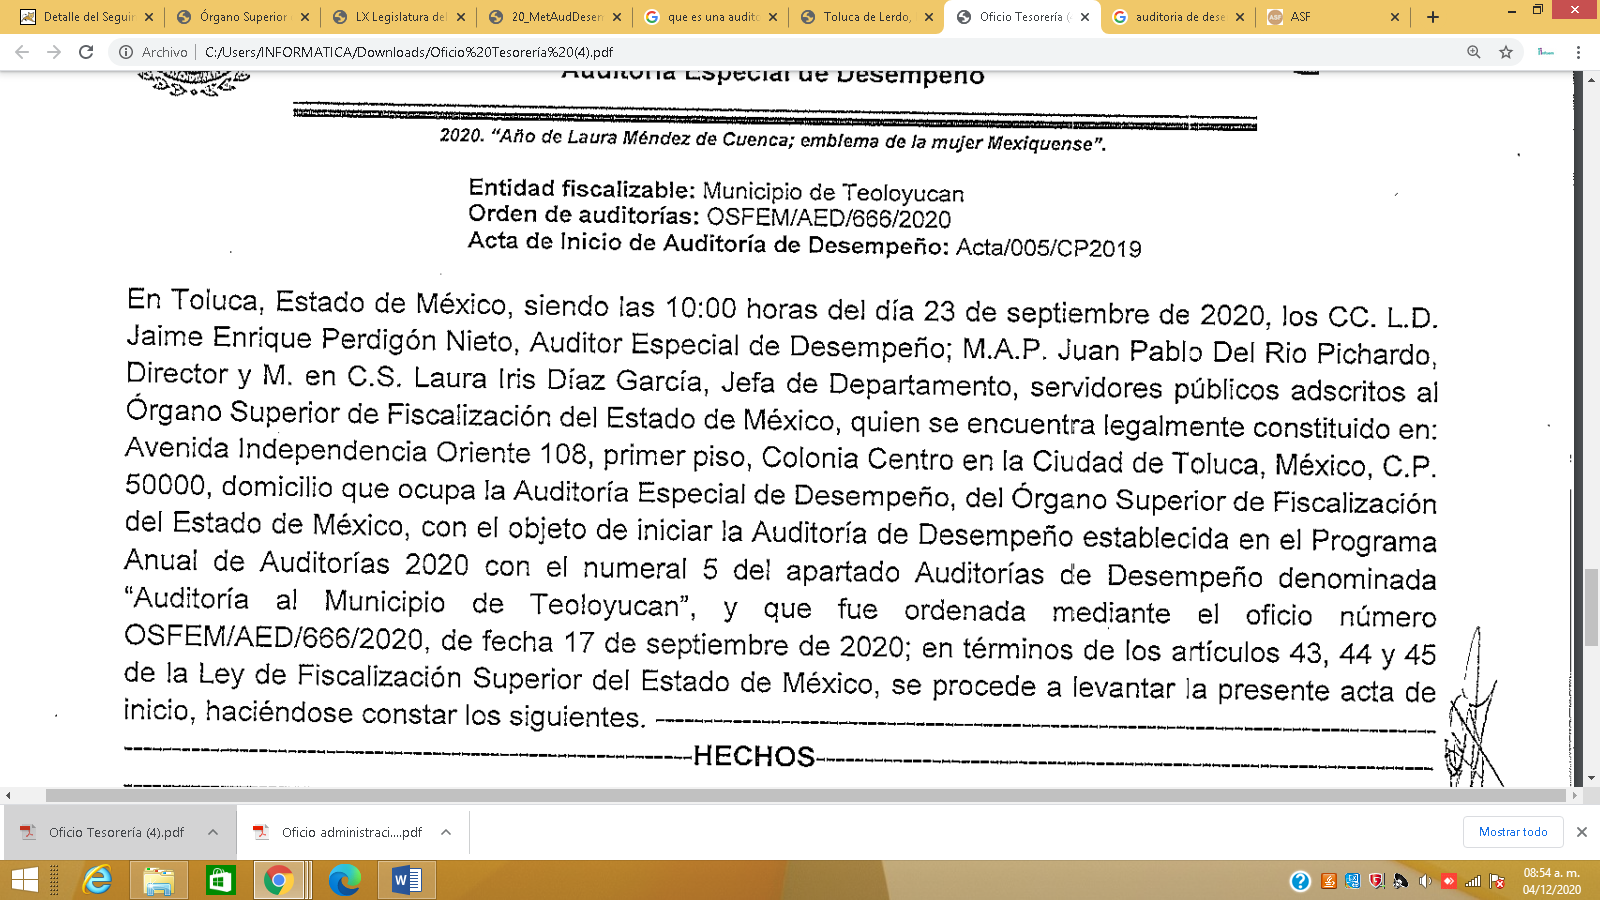 Detalle del Seguir
Órgano Superior
LX Legislatura del
20_MetAudDesem
que es una audito
Toluca de Lerdo,
Oficio Tesorería (
auditoria de dese
ASF
Archivo
C:/Users/INFORMATICA/Downloads/Oficio%20Tesorería%20(4).pdf
Auditoría Especial de Desempeño
2020. “Año de Laura Méndez de Cuenca; emblema de la mujer Mexiquense”.
Entidad fiscalizable: Municipio de Teoloyucan
Orden de auditorías: OSFEM/AED/666/2020
Acta de Inicio de Auditoría de Desempeño: Acta/005/CP2019
En Toluca, Estado de México, siendo las 10:00 horas del día 23 de septiembre de 2020, los CC. L.D.
Jaime Enrique Perdigón Nieto, Auditor Especial de Desempeño; M.A.P. Juan Pablo Del Rio Pichardo,
Director y M. en C.S. Laura Iris Díaz García, Jefa de Departamento, servidores públicos adscritos al
Órgano Superior de Fiscalización del Estado de México, quien se encuentra legalmente constituido en:
Avenida Independencia Oriente 108, primer piso, Colonia Centro en la Ciudad de Toluca, México, C.P.
50000, domicilio que ocupa la Auditoría Especial de Desempeño, del Órgano Superior de Fiscalización
del Estado de México, con el objeto de iniciar la Auditoría de Desempeño establecida en el Programa
Anual de Auditorías 2020 con el numeral 5 del apartado Auditorías de Desempeño denominada
“Auditoría al Municipio de Teoloyucan”, y que fue ordenada mediante el oficio número
OSFEM/AED/666/2020, de fecha 17 de septiembre de 2020; en términos de los artículos 43, 44 y 45
de la Ley de Fiscalización Superior del Estado de México, se procede a levantar la presente acta de
inicio, haciéndose constar los siguientes.
HECHOS
Oficio Tesorería (4).pdf
Oficio administraci....pdf
Mostrar todo
08:54 a. m.
04/12/2020